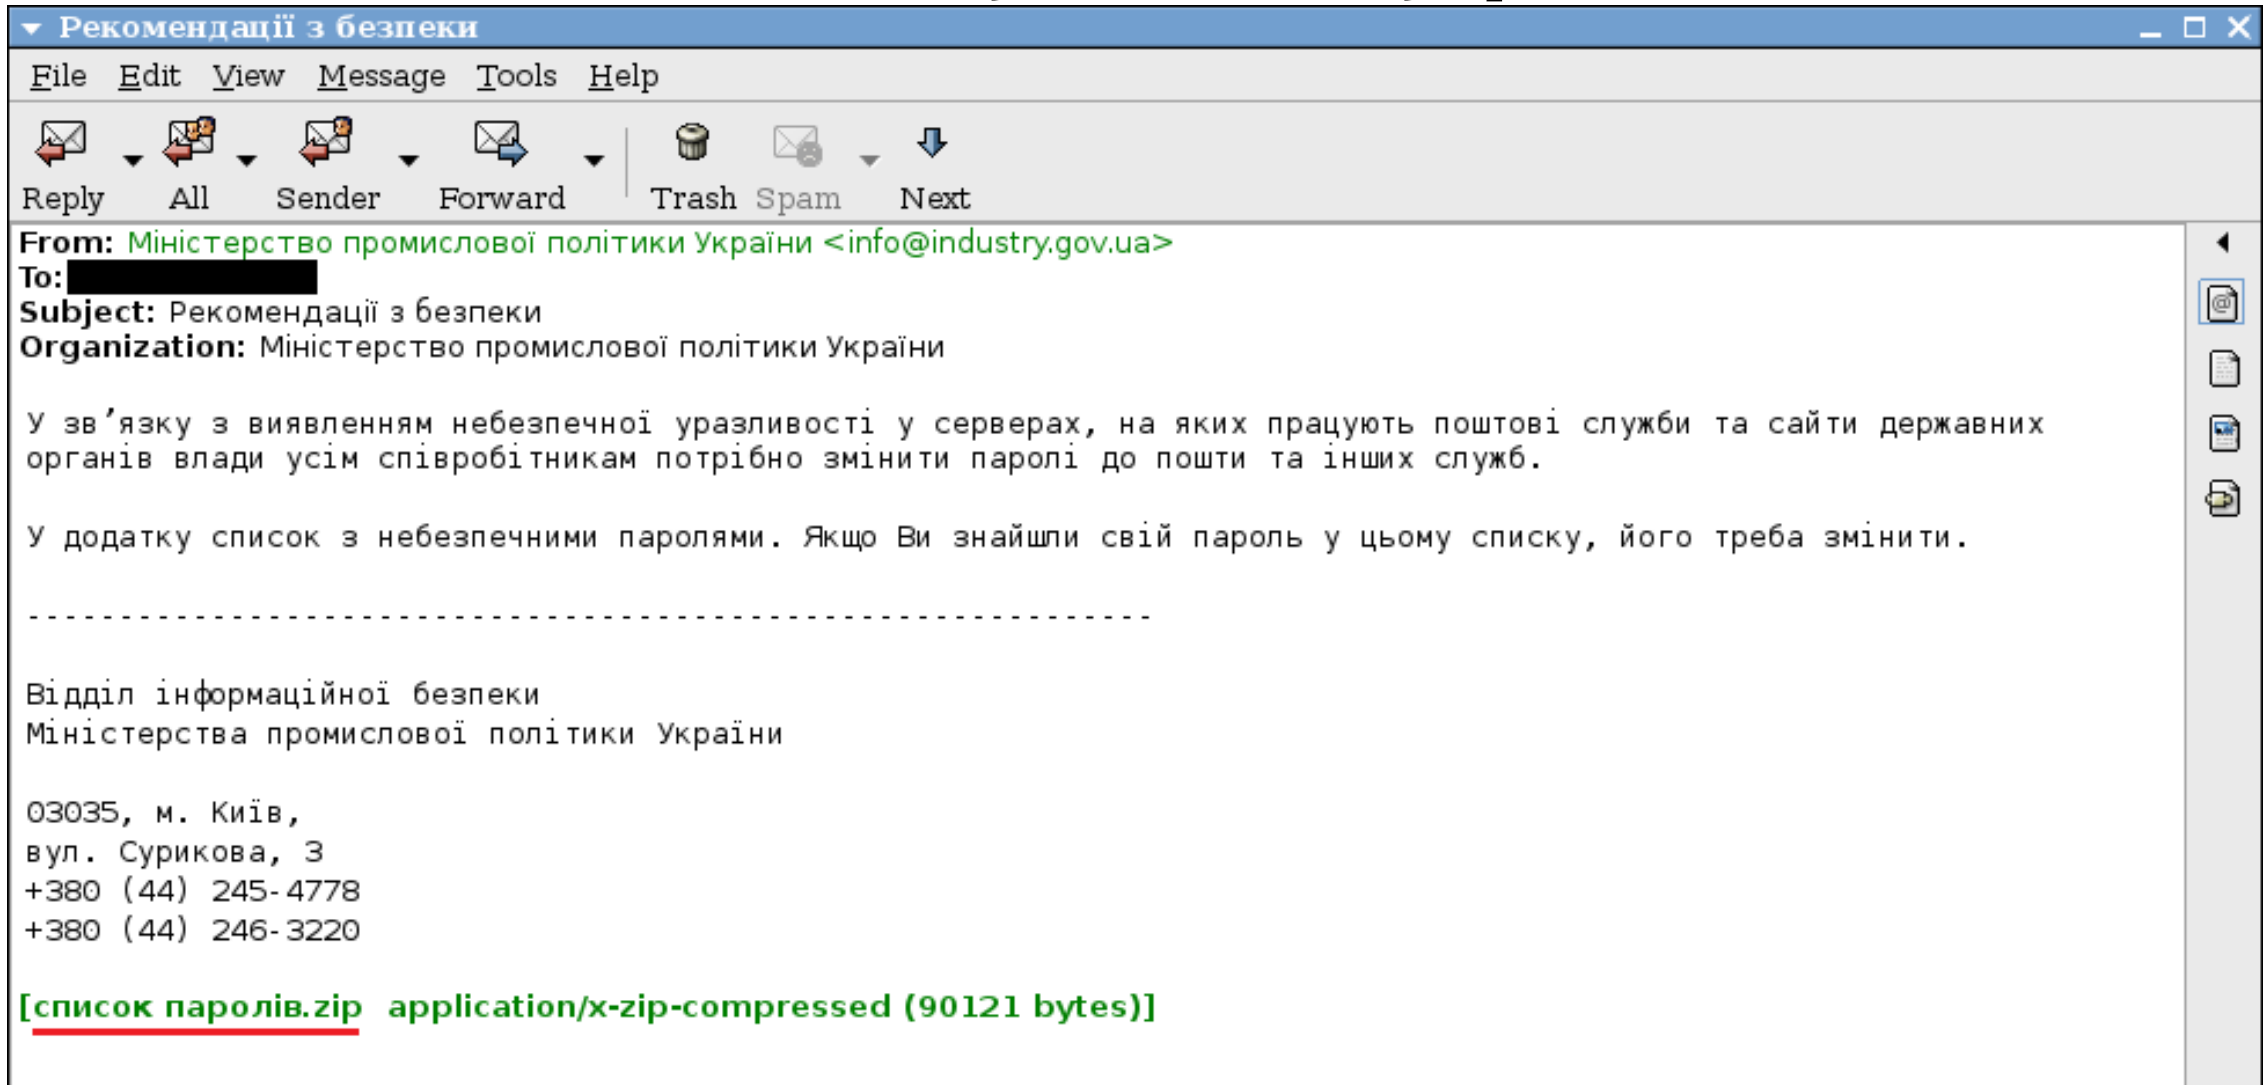 Рекомендації з безпеки
File Edit View Message Tools Help
Reply All Sender Forward Trash Spam Next
From: Міністерство промислової політики України <info@industry.gov.ua>
To:
Subject: Рекомендації з безпеки
Organization: Міністерство промислової політики України
У зв’язку з виявленням небезпечної уразливості у серверах, на яких працують поштові служби та сайти державних
органів влади усім співробітникам потрібно змінити паролі до пошти та інших служб.
У додатку список з небезпечними паролями. Якщо Ви знайшли свій пароль у цьому списку, його треба змінити.
-------------------------------------------------------------
Відділ інформаційної безпеки
Міністерства промислової політики України
03035, м. Київ,
вул. Сурикова, 3
+380 (44) 245-4778
+380 (44) 246-3220
[список паролів.zip application/x-zip-compressed (90121 bytes)]